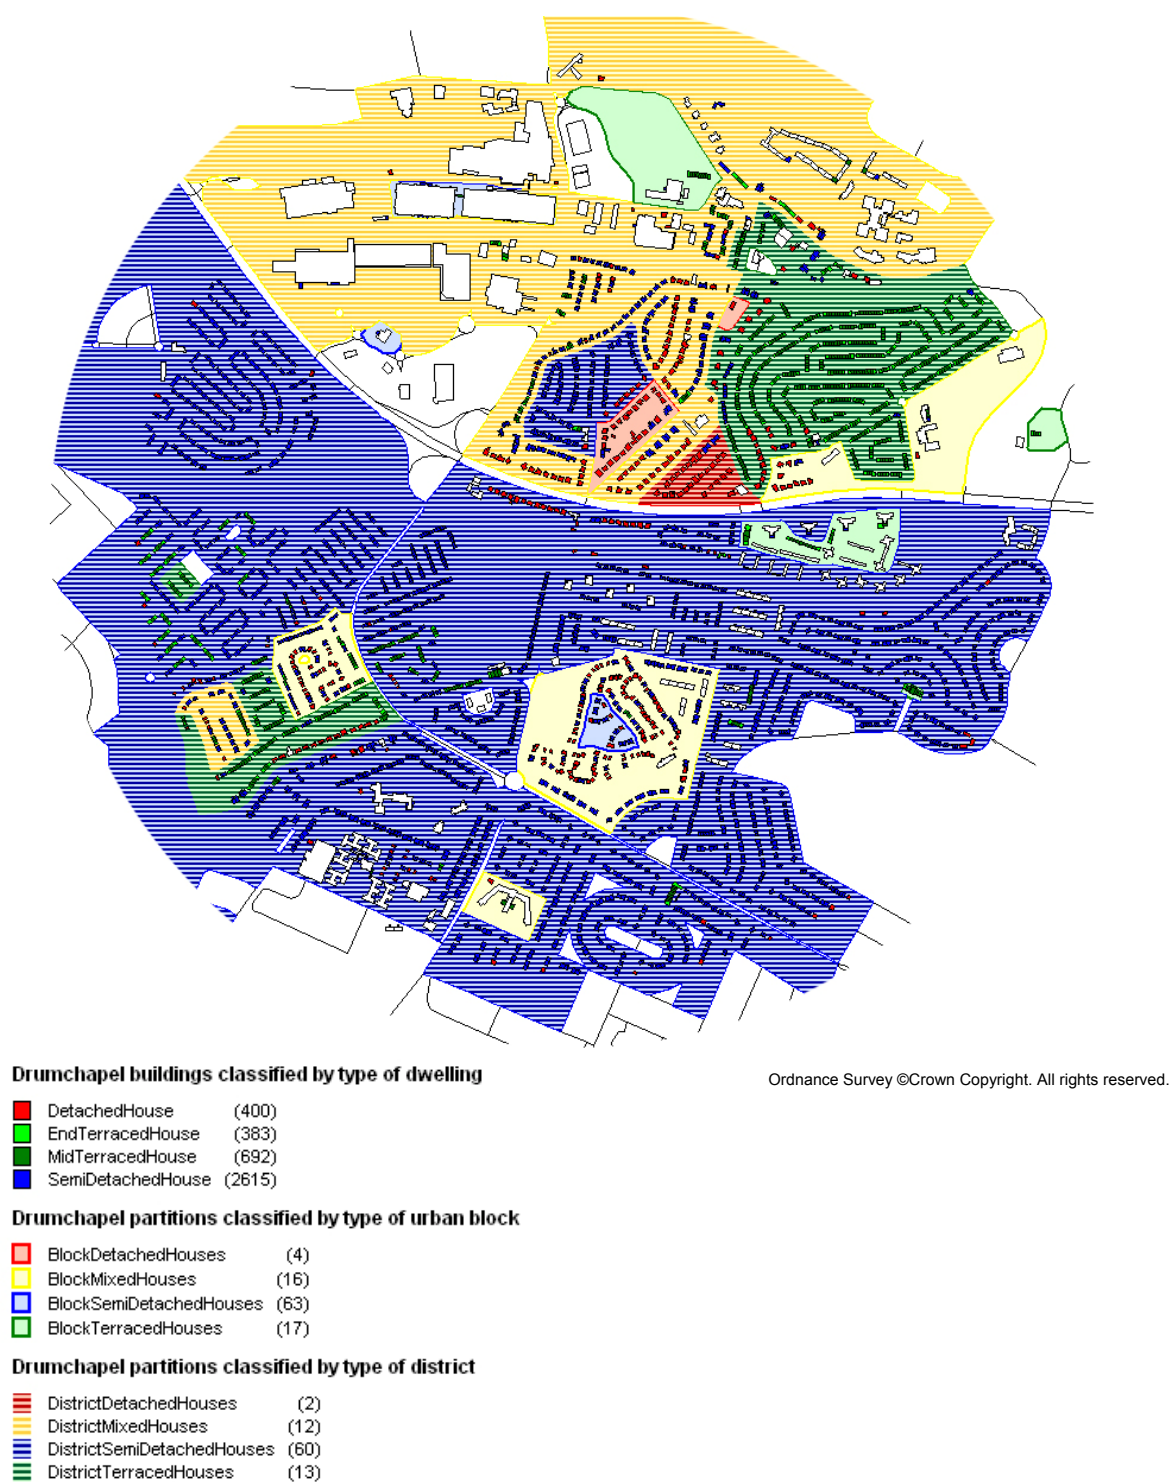 Drumchapel buildings classified by type of dwelling
Ordnance Survey ©Crown Copyright. All rights reserved.
DetachedHouse (400)
EndTerracedHouse (383)
MidTerracedHouse (692)
SemiDetachedHouse (2615)
Drumchapel partitions classified by type of urban block
BlockDetachedHouses (4)
BlockMixedHouses (16)
BlockSemiDetachedHouses (63)
BlockTerracedHouses (17)
Drumchapel partitions classified by type of district
DistrictDetachedHouses (2)
DistrictMixedHouses (12)
DistrictSemiDetachedHouses (60)
DistrictTerracedHouses (13)